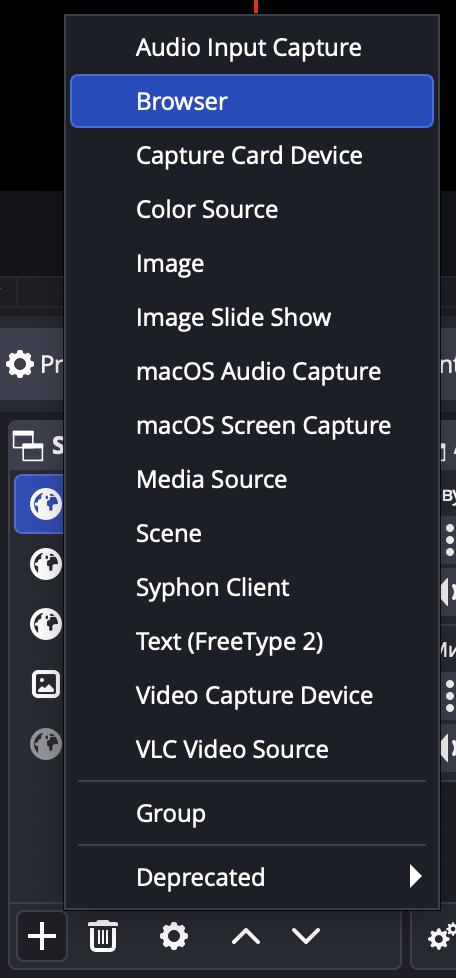 Audio Input Capture
Browser
Capture Card Device
Color Source
Image
Image Slide Show
macOS Audio Capture
Pr
macOS Screen Capture
S
Media Source
Scene
Syphon Client
Text (FreeType 2)
Video Capture Device
VLC Video Source
Group
Deprecated